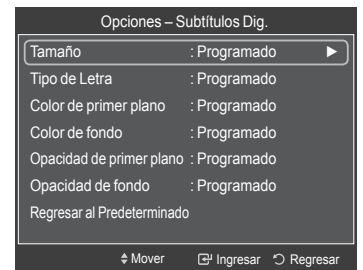 Opciones – Subtítulos Dig.
Tamaño : Programado ►
Tipo de Letra : Programado
Color de primer plano : Programado
Color de fondo : Programado
Opacidad de primer plano : Programado
Opacidad de fondo : Programado
Regresar al Predeterminado
Mover Ingresar Regresar